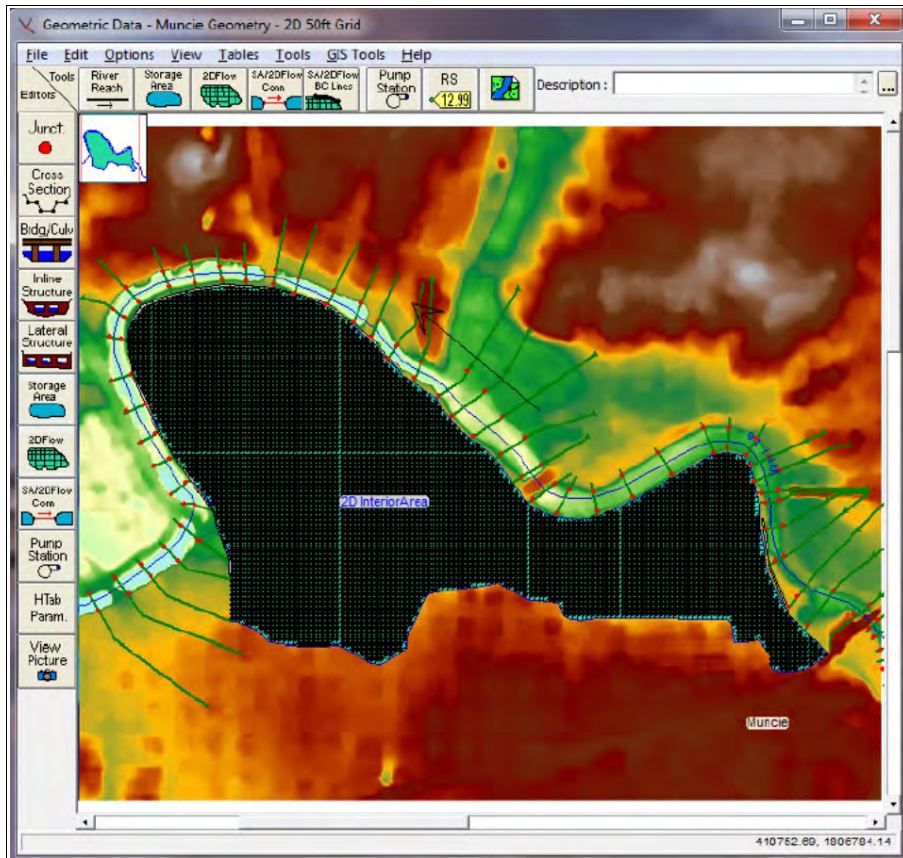 Geometric Data - Muncie Geometry - 2D 50ft Grid
File Edit Options View Tables Tools GIS Tools Help
Tools
Editors
River
Reach
Storage
Area
2DFlow
SA/2DFlow
Conn
SA/2DFlow
BC Lines
Pump
Station
RS
12.99
Description :
...
Junct.
Cross
Section
Brdg/Culv
Inline
Structure
Lateral
Structure
Storage
Area
2DFlow
SA/2DFlow
Conn
Pump
Station
HTab
Param.
View
Picture
2D InteriorArea
Muncie
410752.69, 1806784.14